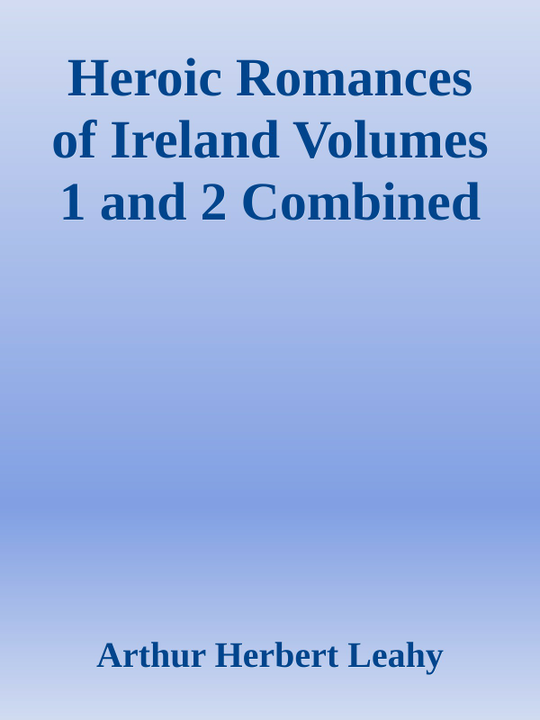 Heroic Romances
of Ireland Volumes
1 and 2 Combined
Arthur Herbert Leahy